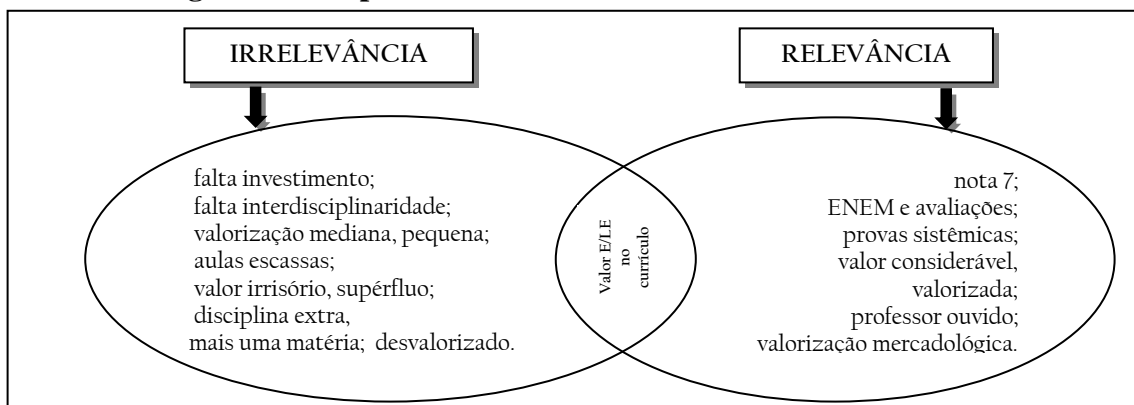 IRRELEVÂNCIA
RELEVÂNCIA
falta investimento;
falta interdisciplinaridade;
valorização mediana, pequena;
aulas escassas;
valor irrisório, supérfluo;
disciplina extra,
mais uma matéria; desvalorizado.
Valor E/LE
no
currículo
nota 7;
ENEM e avaliações;
provas sistêmicas;
valor considerável,
valorizada;
professor ouvido;
valorização mercadológica.